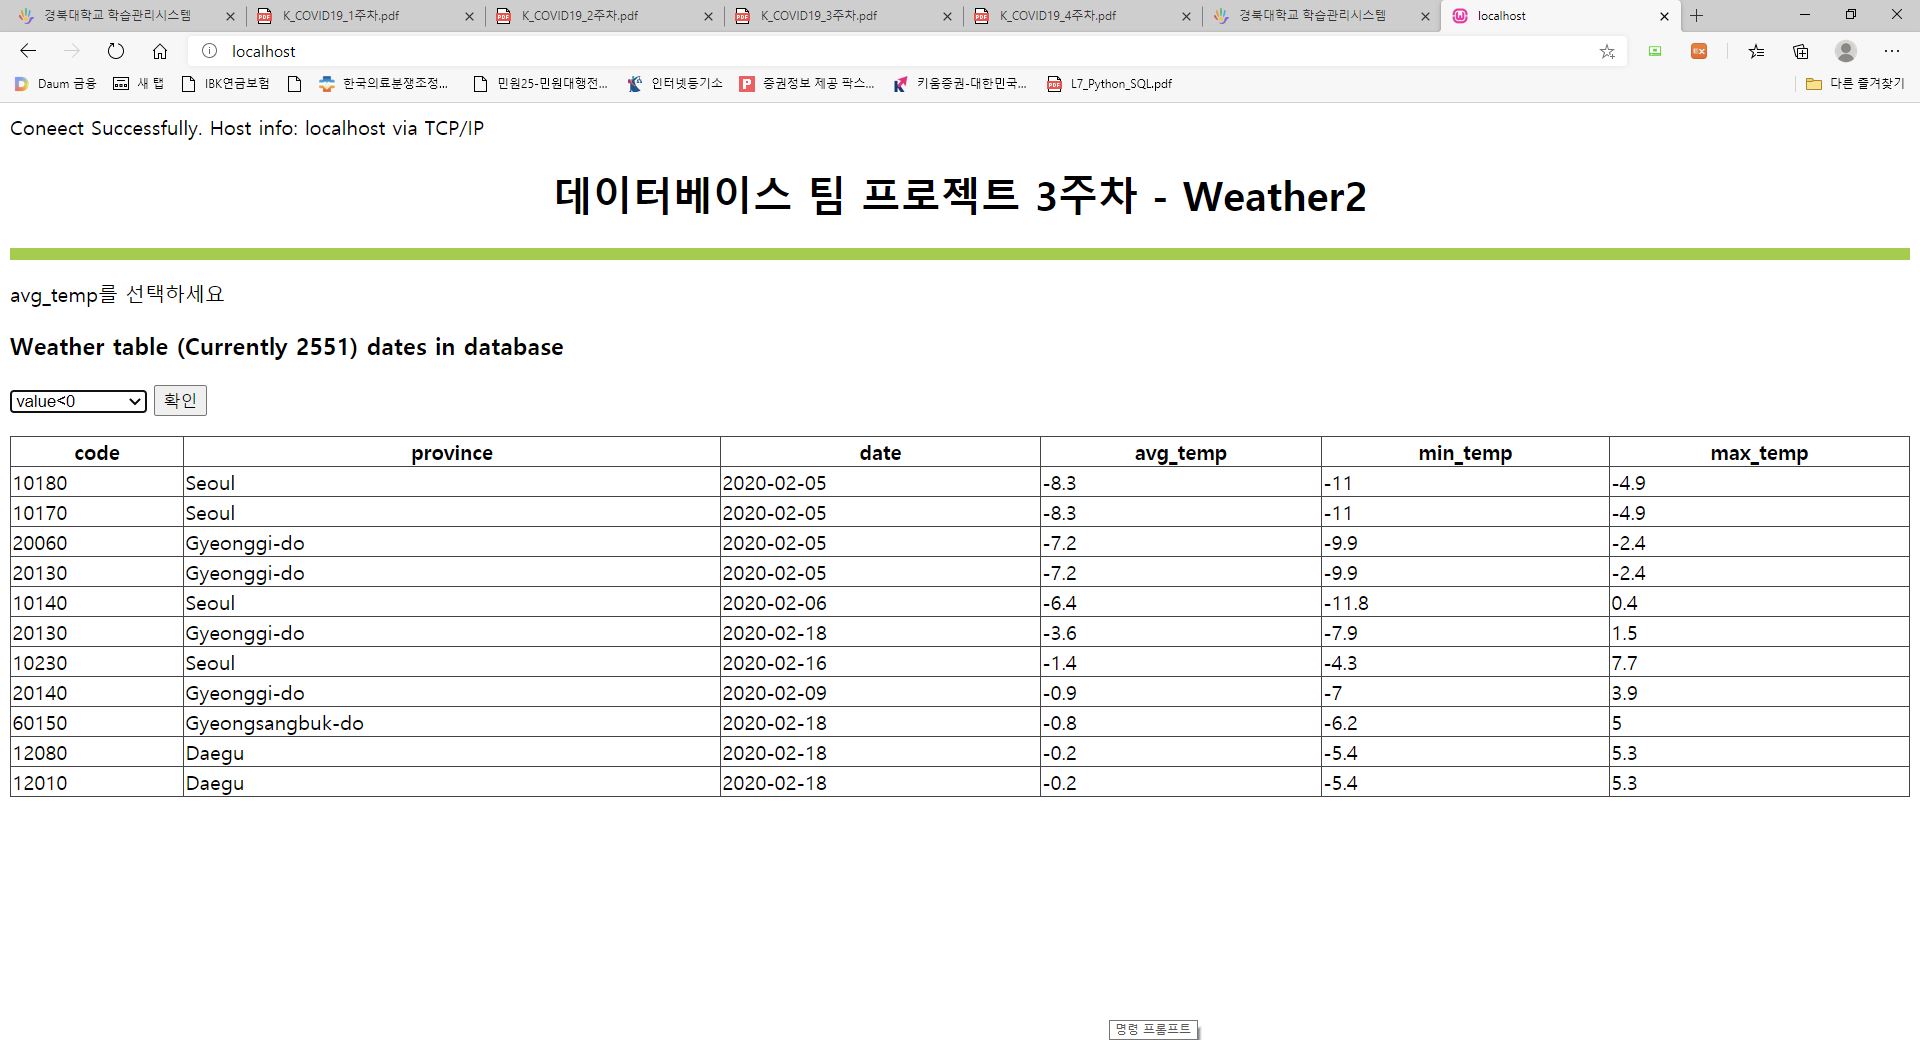 경북대학교 학습관리시스템 K_COVID19_1주차.pdf K_COVID19_2주차.pdf K_COVID19_3주차.pdf K_COVID19_4주차.pdf 경북대학교 학습관리시스템 localhost
localhost
Daum 금융 새 탭 IBK연금보험 한국의료분쟁조정... 민원25-민원대행전... 인터넷등기소 증권정보 제공 팍스... 키움증권-대한민국... L7_Python_SQL.pdf 다른 즐겨찾기
Coneect Successfully. Host info: localhost via TCP/IP
데이터베이스 팀 프로젝트 3주차 - Weather2
avg_temp를 선택하세요
Weather table (Currently 2551) dates in database
value<0 확인
code province date avg_temp min_temp max_temp
10180 Seoul 2020-02-05 -8.3 -11 -4.9
10170 Seoul 2020-02-05 -8.3 -11 -4.9
20060 Gyeonggi-do 2020-02-05 -7.2 -9.9 -2.4
20130 Gyeonggi-do 2020-02-05 -7.2 -9.9 -2.4
10140 Seoul 2020-02-06 -6.4 -11.8 0.4
20130 Gyeonggi-do 2020-02-18 -3.6 -7.9 1.5
10230 Seoul 2020-02-16 -1.4 -4.3 7.7
20140 Gyeonggi-do 2020-02-09 -0.9 -7 3.9
60150 Gyeongsangbuk-do 2020-02-18 -0.8 -6.2 5
12080 Daegu 2020-02-18 -0.2 -5.4 5.3
12010 Daegu 2020-02-18 -0.2 -5.4 5.3
명령 프롬프트